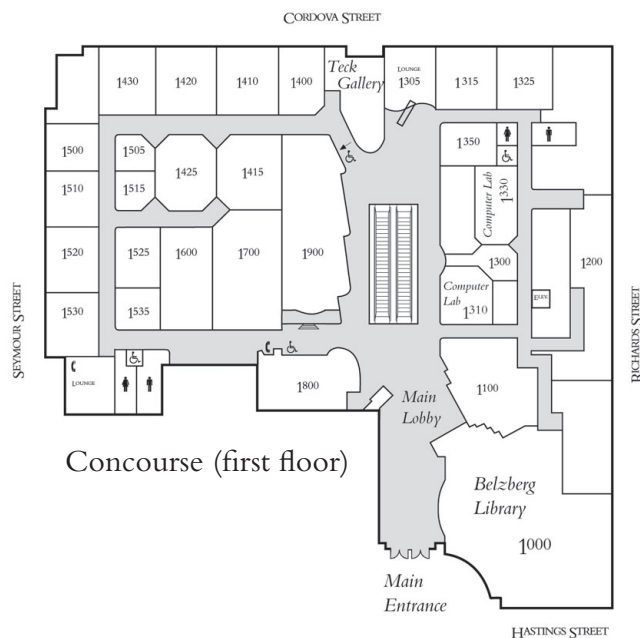 CORDOVA STREET
1430
1420
1410
1400
Teck
Gallery
LOUNGE
1305
1315
1325
1500
1505
1425
1415
1350
1510
1515
Computer Lab
1330
1520
1525
1600
1700
1900
1300
1200
Computer
Lab
1310
ELEV.
1530
1535
SEYMOUR STREET
RICHARDS STREET
LOUNGE
1800
Main
Lobby
1100
Concourse (first floor)
Belzberg
Library
1000
Main
Entrance
HASTINGS STREET